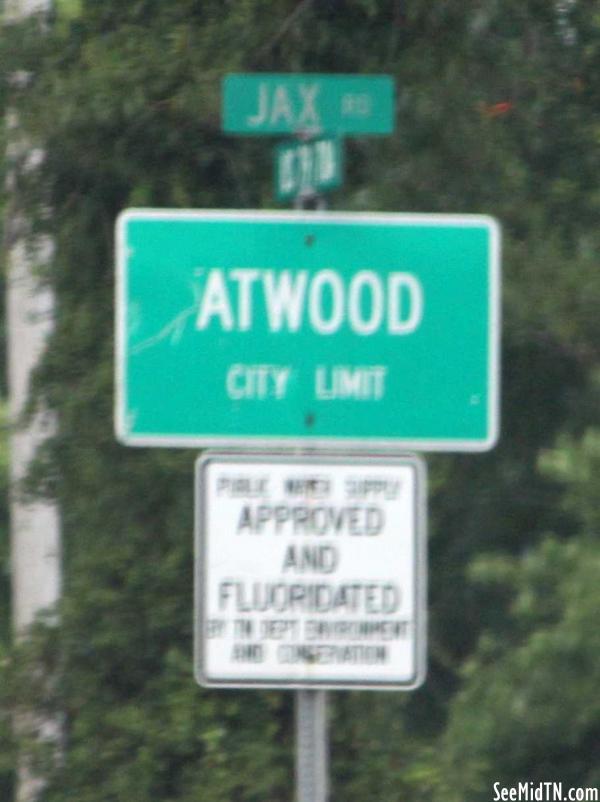 JAX RD
ATWOOD
CITY LIMIT
PUBLIC WATER SUPPLY
APPROVED
AND
FLUORIDATED
BY TN DEPT ENVIRONMENT
AND CONSERVATION
SeeMidTN.com